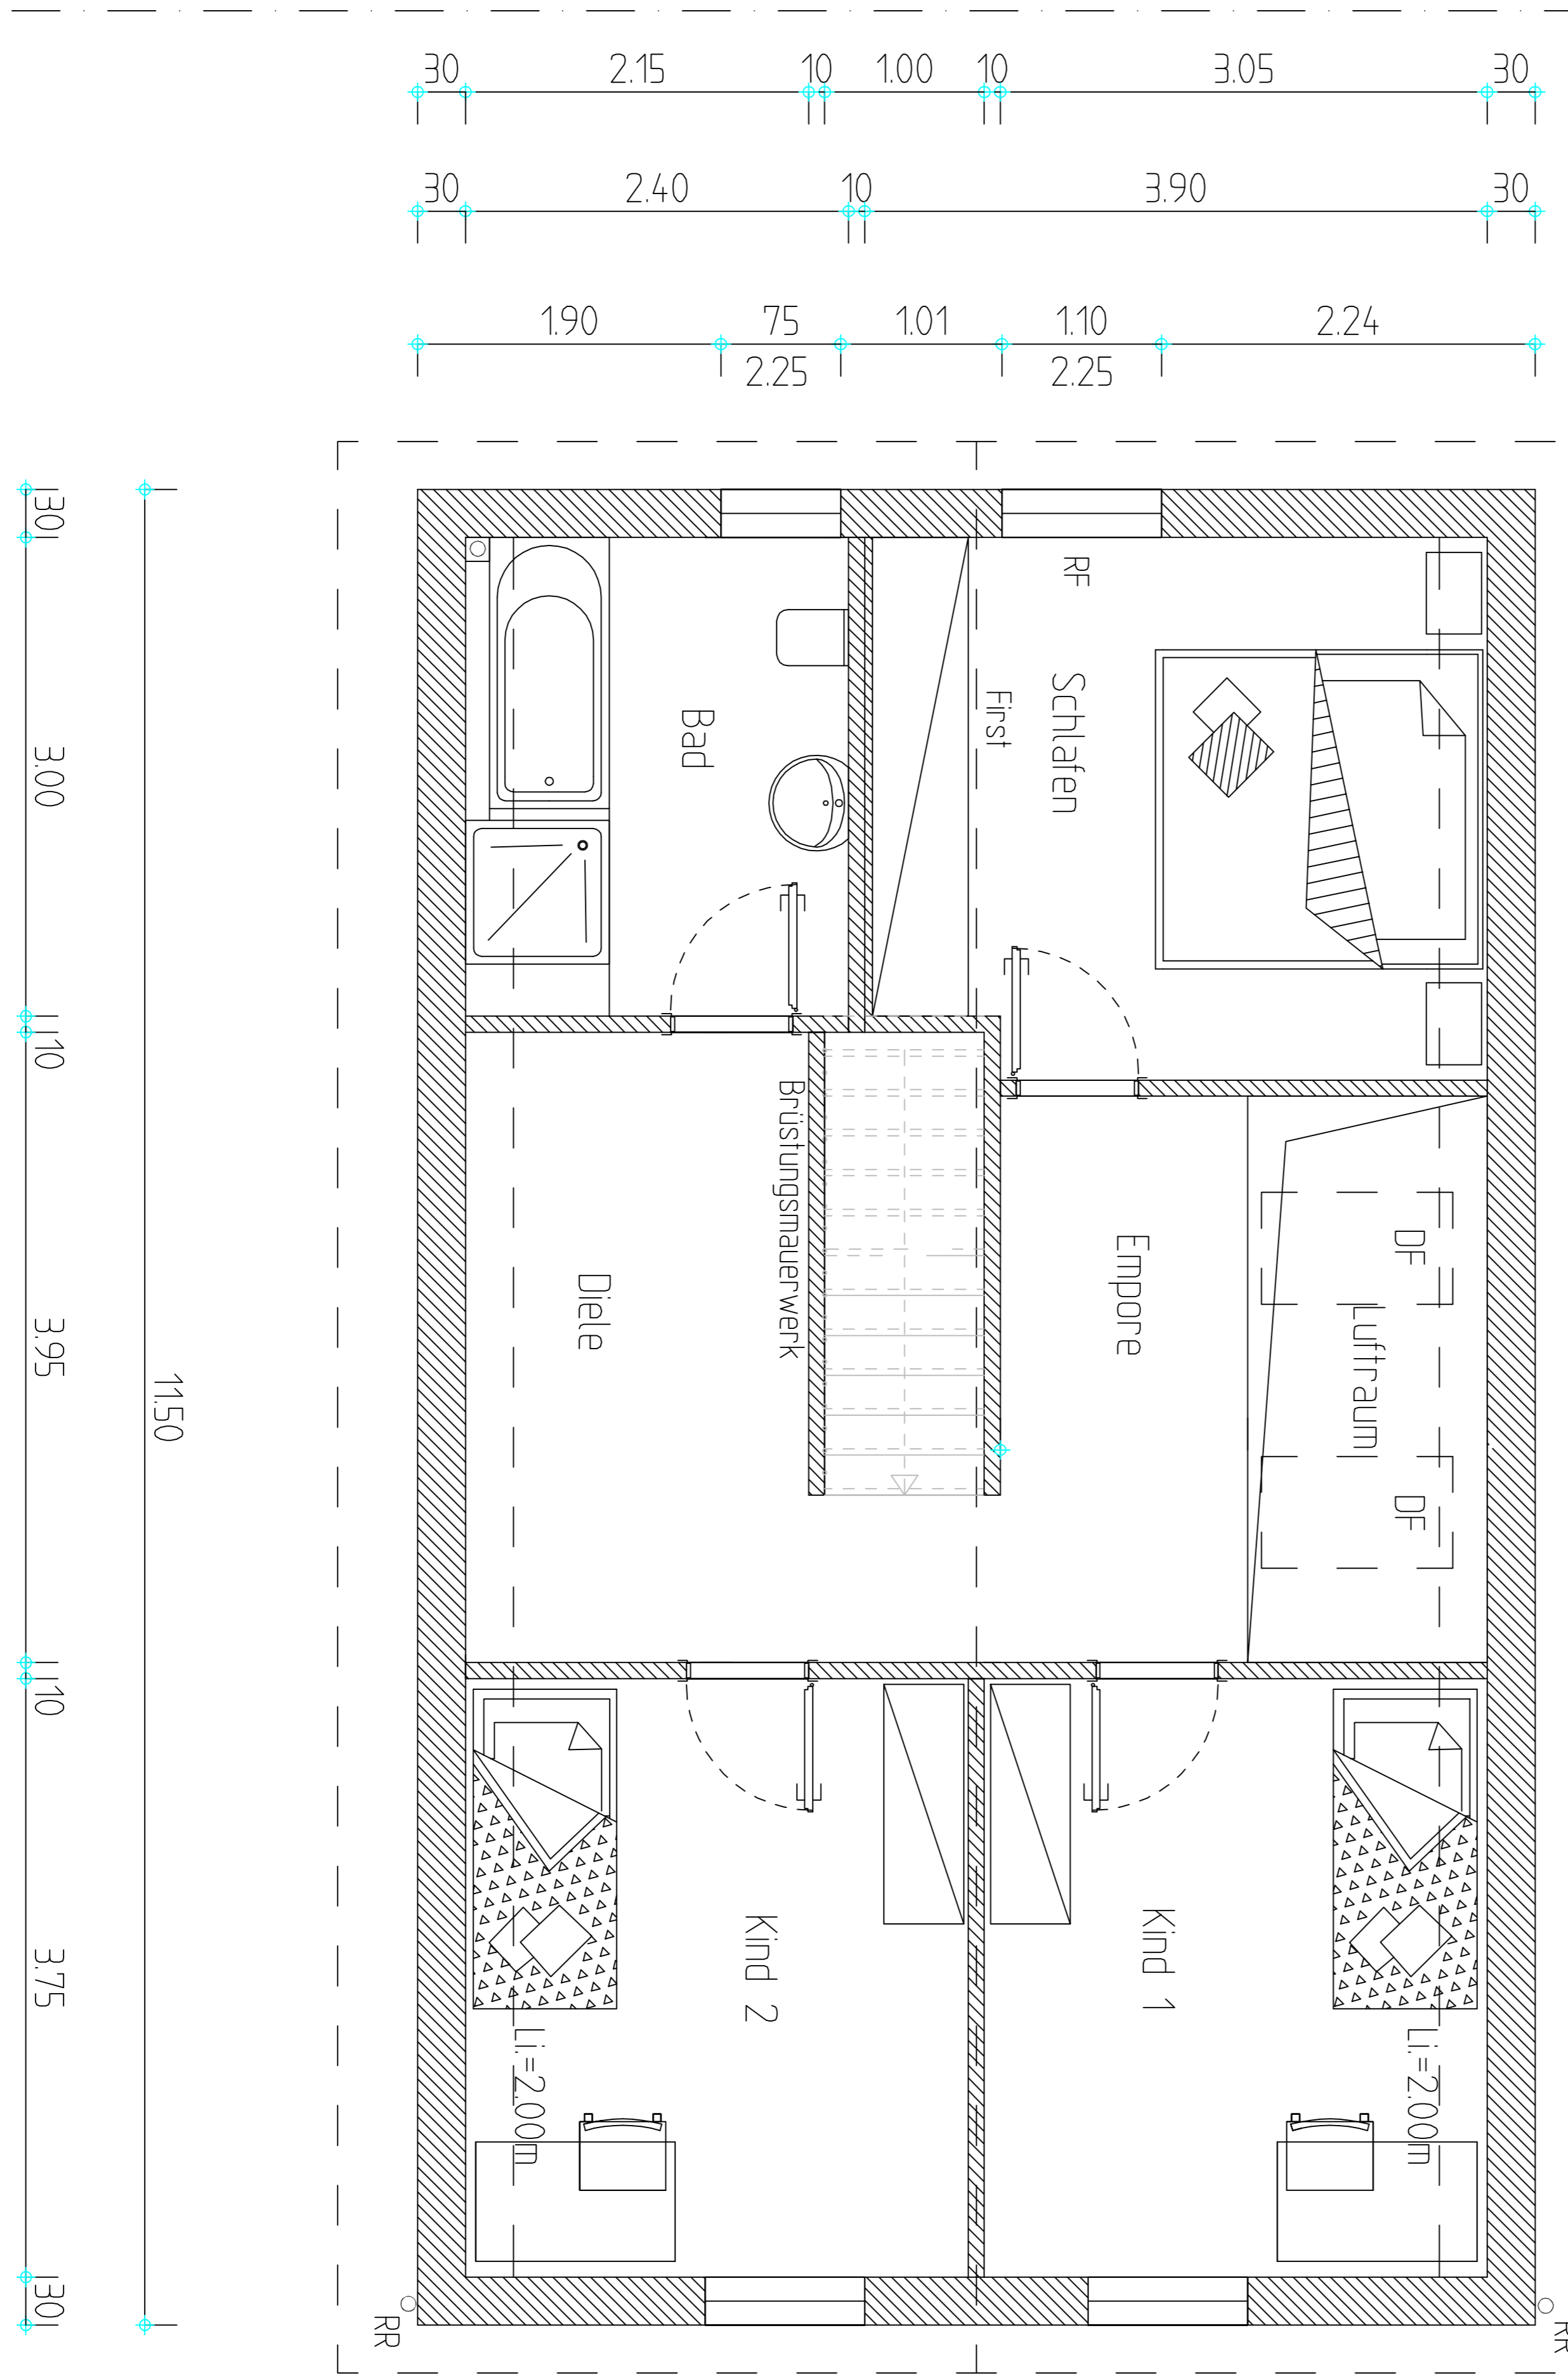 30 2.15 10 1.00 10 3.05 30
30 2.40 10 3.90 30
1.90 75 1.01 1.10 2.24
2.25 2.25
30
3.00
10
3.95
10
3.75
30
11.50
RF
Schlafen
First
Bad
Brüstungsmauerwerk
Diele
Empore
DF
Luftraum
DF
Kind 2
Kind 1
Li.=2.00m
Li.=2.00m
RR
RR